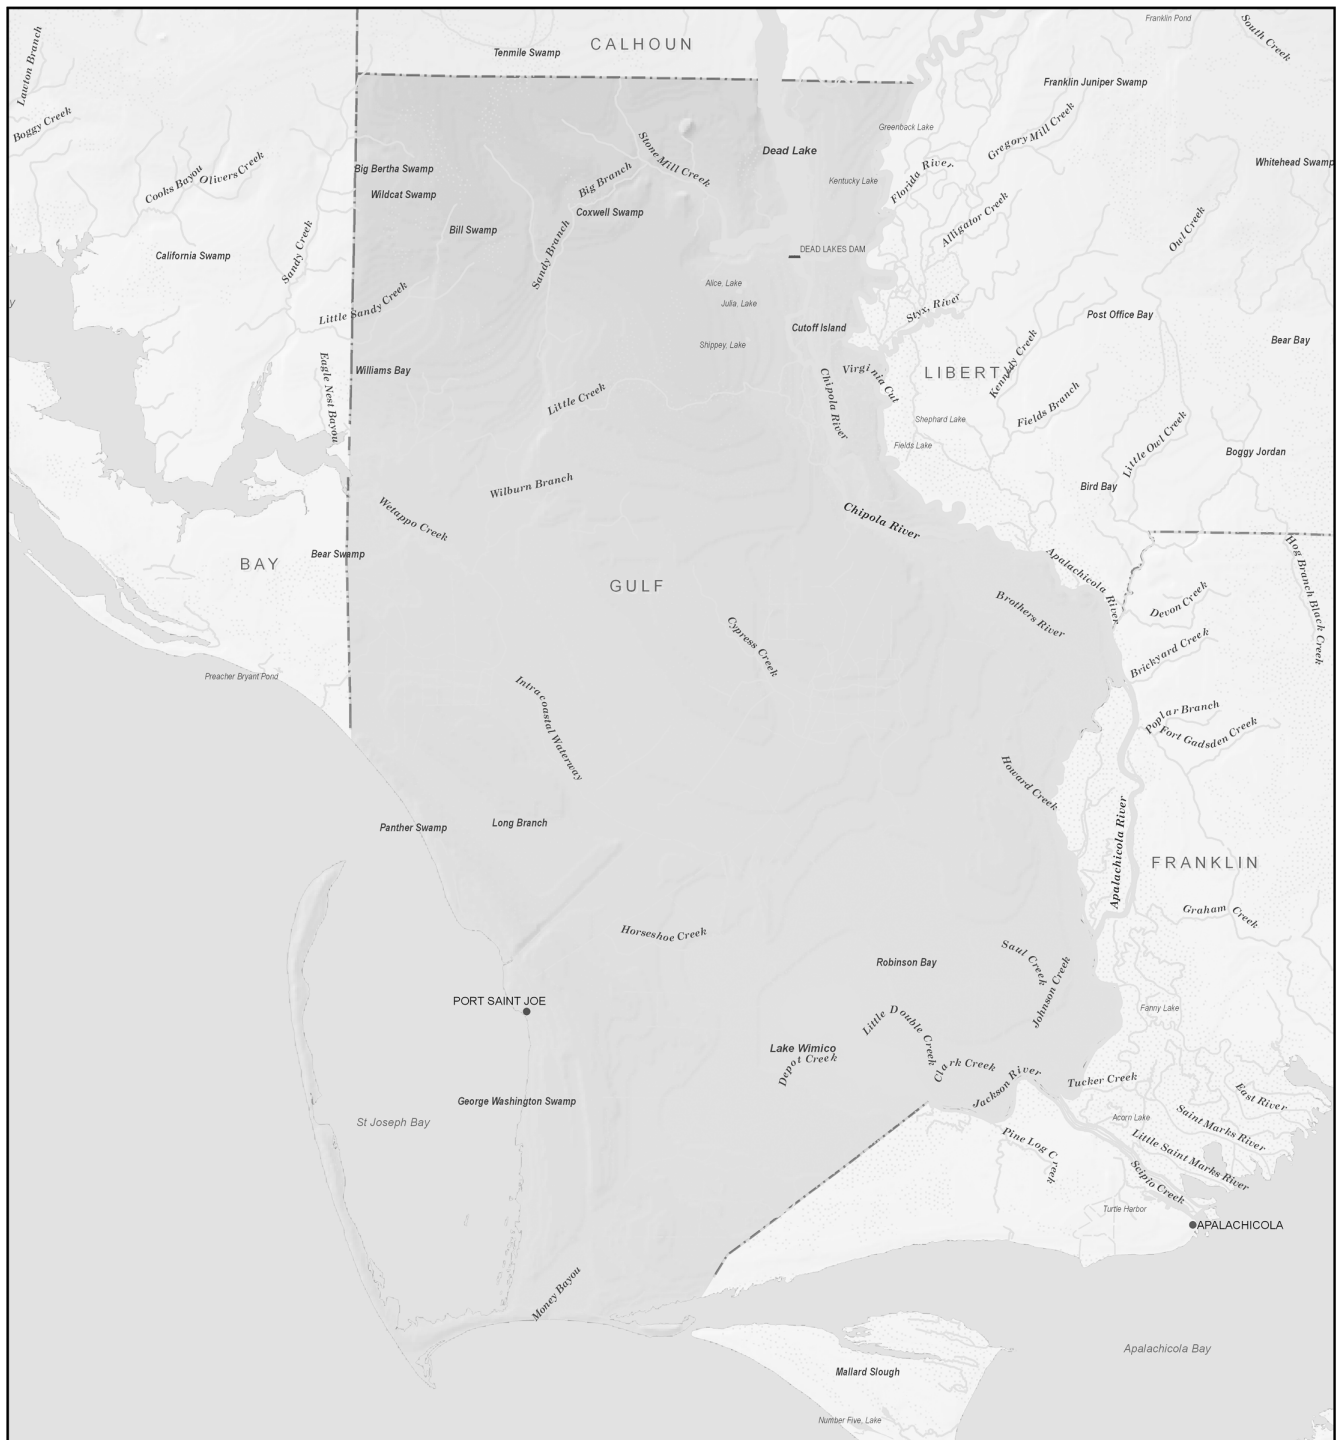 Franklin Pond
South Creek
CALHOUN
Tenmile Swamp
Lawton Branch
Franklin Juniper Swamp
Boggy Creek
Greenback Lake
Gregory Mill Creek
Stone Mill Creek
Dead Lake
Whitehead Swamp
Big Bertha Swamp
Cooks Bayou
Olivers Creek
Big Branch
Kentucky Lake
Florida River
Wildcat Swamp
Coxwell Swamp
Alligator Creek
Owl Creek
Bill Swamp
Sandy Creek
Sandy Branch
California Swamp
DEAD LAKES DAM
Alice, Lake
y
Little Sandy Creek
Julia, Lake
Styx, River
Post Office Bay
Cutoff Island
Bear Bay
Shippey, Lake
Williams Bay
Virginia Cut
LIBERTY
Kennedy Creek
Eagle Nest Bayou
Little Creek
Chipola River
Fields Branch
Shephard Lake
Fields Lake
Little Owl Creek
Boggy Jordan
Wilburn Branch
Bird Bay
Wetappo Creek
Chipola River
Bear Swamp
BAY
GULF
Apalachicola River
Hog Branch Black Creek
Brothers River
Devon Creek
Cypress Creek
Brickyard Creek
Preacher Bryant Pond
Intracoastal Waterway
Poplar Branch
Fort Gadsden Creek
Howard Creek
Panther Swamp
Long Branch
Apalachicola River
FRANKLIN
Graham Creek
Horseshoe Creek
Saul Creek
Robinson Bay
Johnson Creek
PORT SAINT JOE
Fanny Lake
Little Double Creek
Lake Wimico
Depot Creek
Clark Creek
Jackson River
Tucker Creek
George Washington Swamp
East River
St Joseph Bay
Acorn Lake
Saint Marks River
Pine Log Creek
Little Saint Marks River
Scipio Creek
Turtle Harbor
APALACHICOLA
Money Bayou
Apalachicola Bay
Mallard Slough
Number Five, Lake